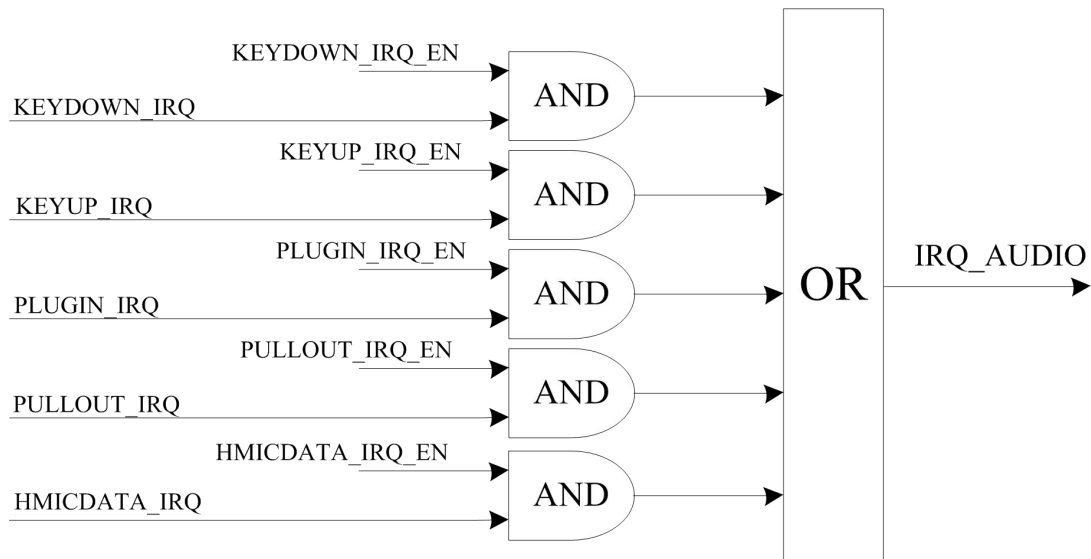 KEYDOWN_IRQ_EN
AND
KEYDOWN_IRQ
KEYUP_IRQ_EN
AND
KEYUP_IRQ
PLUGIN_IRQ_EN
AND
PLUGIN_IRQ
PULLOUT_IRQ_EN
AND
PULLOUT_IRQ
HMICDATA_IRQ_EN
AND
HMICDATA_IRQ
OR
IRQ_AUDIO